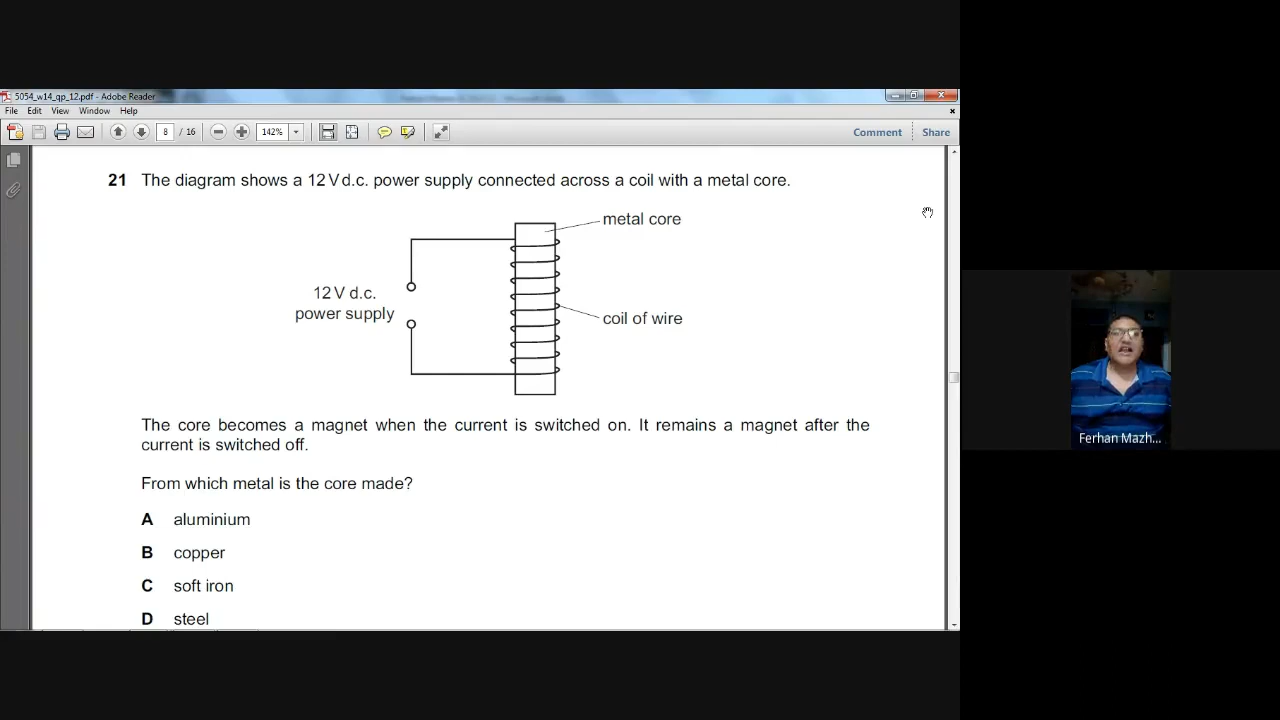 5054_w14_qp_12.pdf - Adobe Reader
File Edit View Window Help
8 / 16 142% Comment Share
21 The diagram shows a 12 V d.c. power supply connected across a coil with a metal core.
metal core
12 V d.c.
power supply
coil of wire
The core becomes a magnet when the current is switched on. It remains a magnet after the
current is switched off.
From which metal is the core made?
A aluminium
B copper
C soft iron
D steel
Ferhan Mazh...